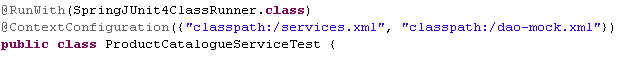 @RunWith(SpringJUnit4ClassRunner.class)
@ContextConfiguration({"classpath:/services.xml", "classpath:/dao-mock.xml"})
public class ProductCatalogueServiceTest {